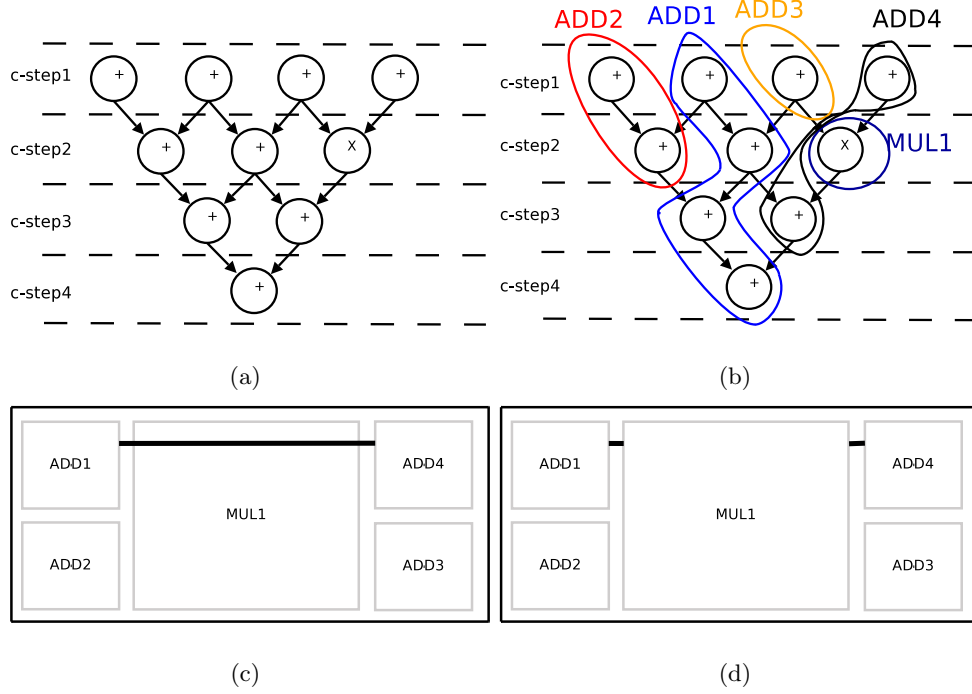 ADD2 ADD1 ADD3 ADD4
c-step1 + + + +
c-step1 + + + +
c-step2 + + x
c-step2 + + x MUL1
c-step3 + +
c-step3 + +
c-step4 +
c-step4 +
(a)
(b)
ADD1 ADD4
MUL1
ADD2 ADD3
ADD1 ADD4
MUL1
ADD2 ADD3
(c)
(d)